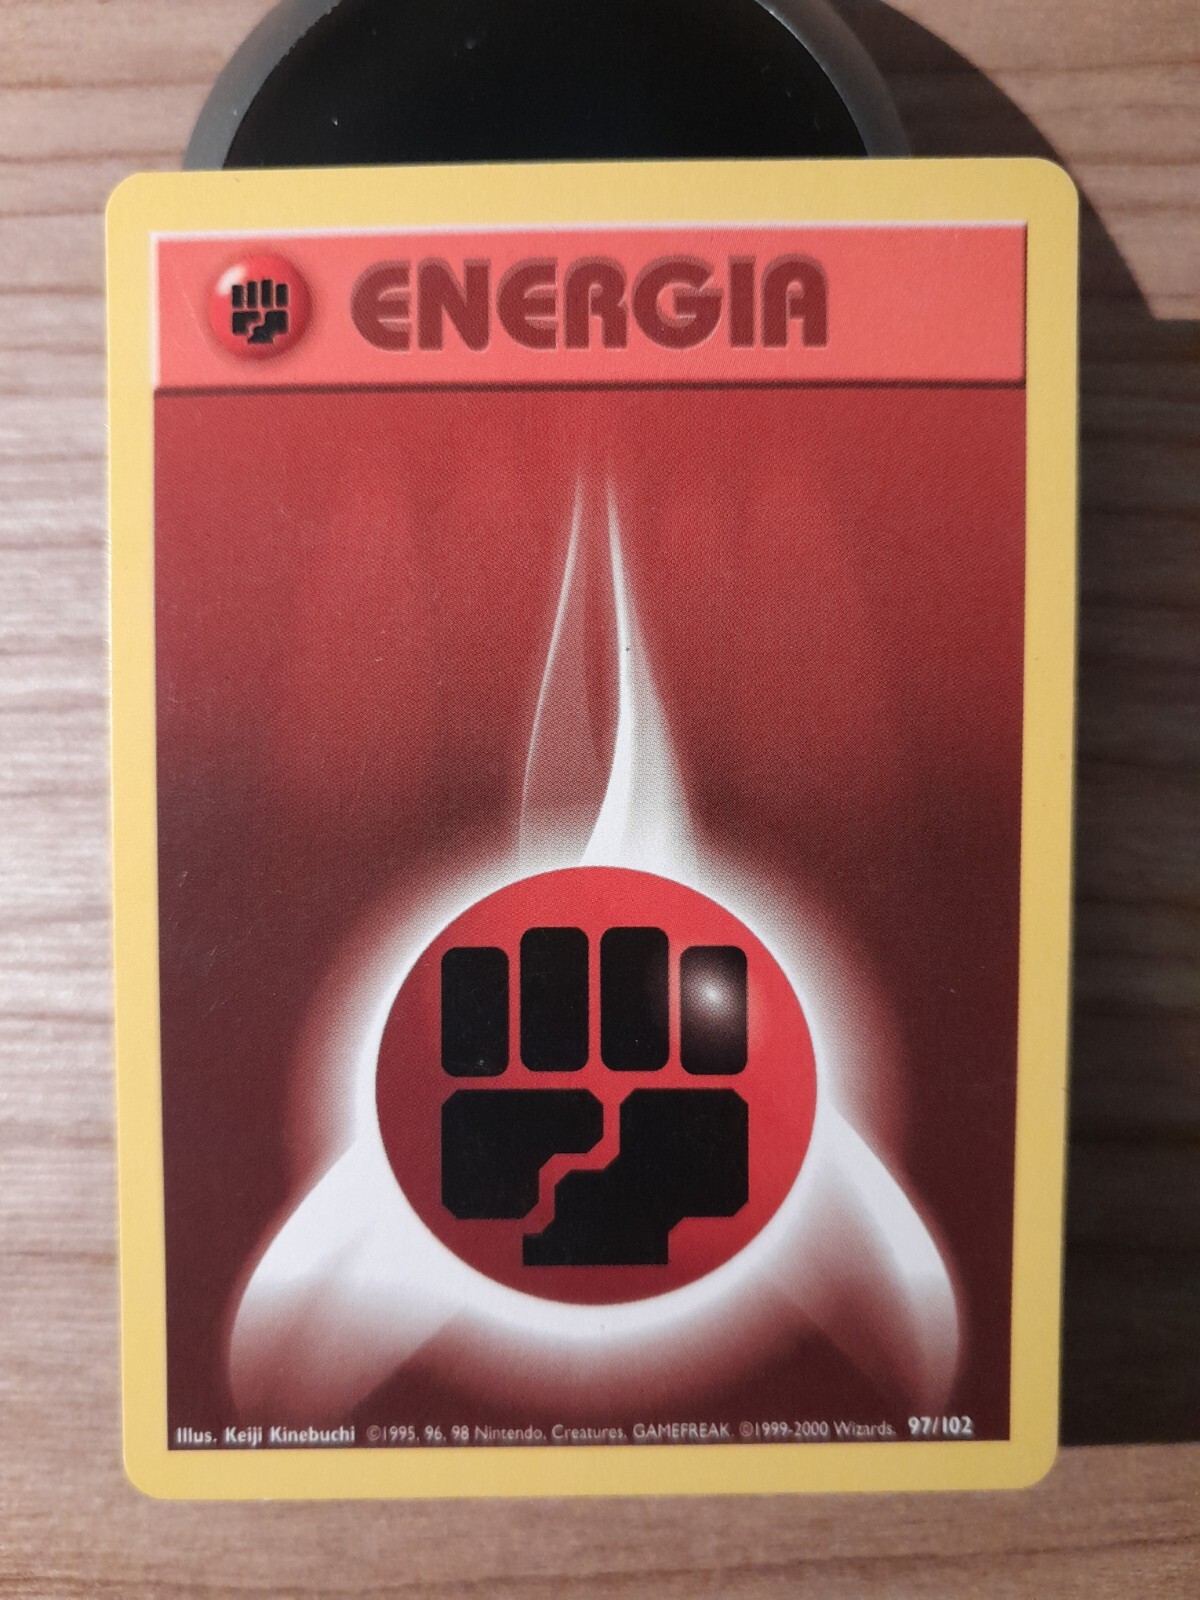 ENERGIA
Illus. Keiji Kinebuchi ©1995, 96, 98 Nintendo, Creatures, GAMEFREAK. ©1999-2000 Wizards. 97/102